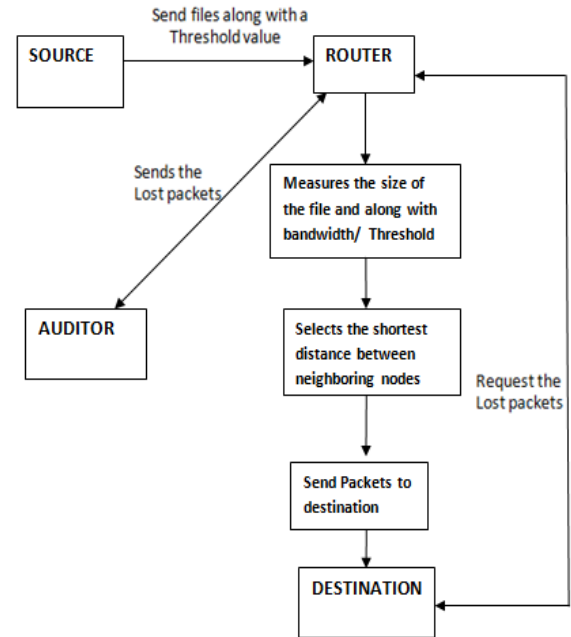 Send files along with a
Threshold value
SOURCE
ROUTER
Sends the
Lost packets
Measures the size of
the file and along with
bandwidth/ Threshold
AUDITOR
Selects the shortest
distance between
neighboring nodes
Request the
Lost packets
Send Packets to
destination
DESTINATION